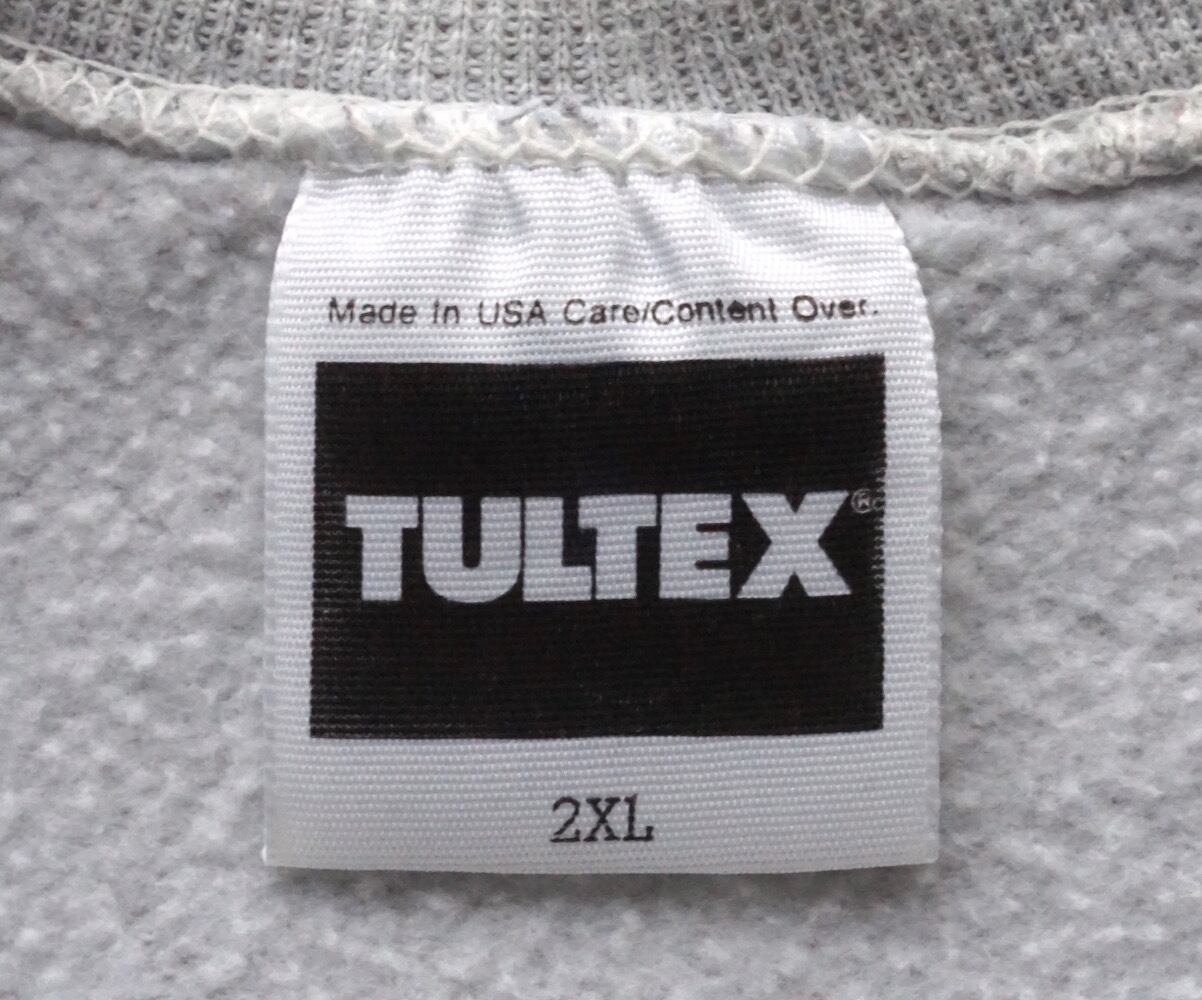 Made in USA Care/Content Over.
TULTEX®
2XL